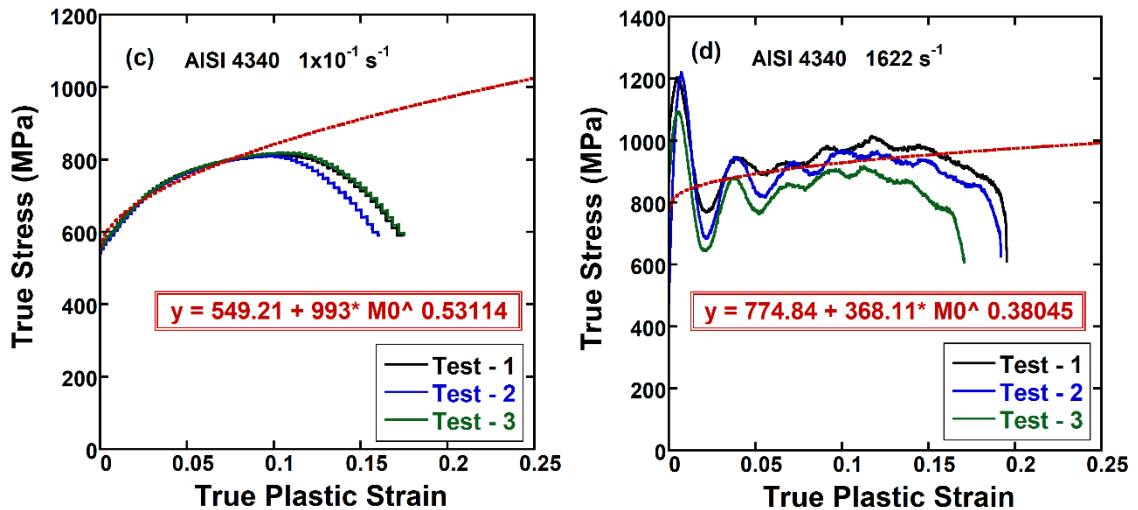 (c) AISI 4340 1x10⁻¹ s⁻¹
True Stress (MPa)
1200
1000
800
600
400
200
0
y = 549.21 + 993* M0^ 0.53114
Test - 1
Test - 2
Test - 3
0 0.05 0.1 0.15 0.2 0.25
True Plastic Strain
(d) AISI 4340 1622 s⁻¹
True Stress (MPa)
1400
1200
1000
800
600
400
200
0
y = 774.84 + 368.11* M0^ 0.38045
Test - 1
Test - 2
Test - 3
0 0.05 0.1 0.15 0.2 0.25
True Plastic Strain